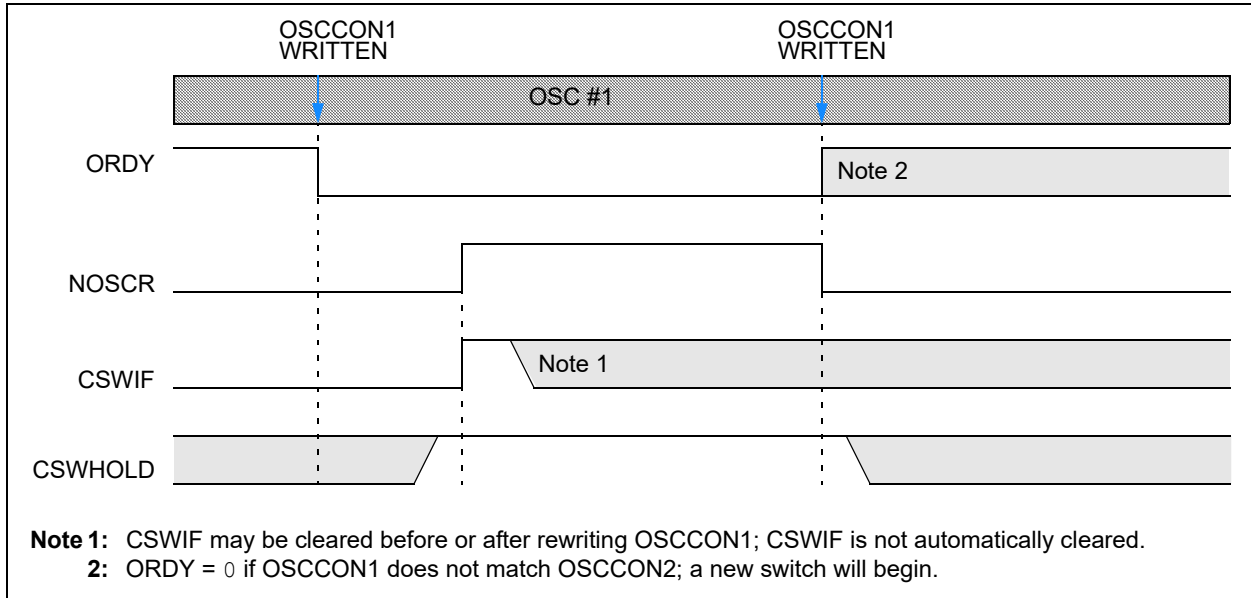 OSCCON1
WRITTEN
OSCCON1
WRITTEN
OSC #1
ORDY
Note 2
NOSCR
CSWIF
Note 1
CSWHOLD
Note 1: CSWIF may be cleared before or after rewriting OSCCON1; CSWIF is not automatically cleared.
2: ORDY = 0 if OSCCON1 does not match OSCCON2; a new switch will begin.